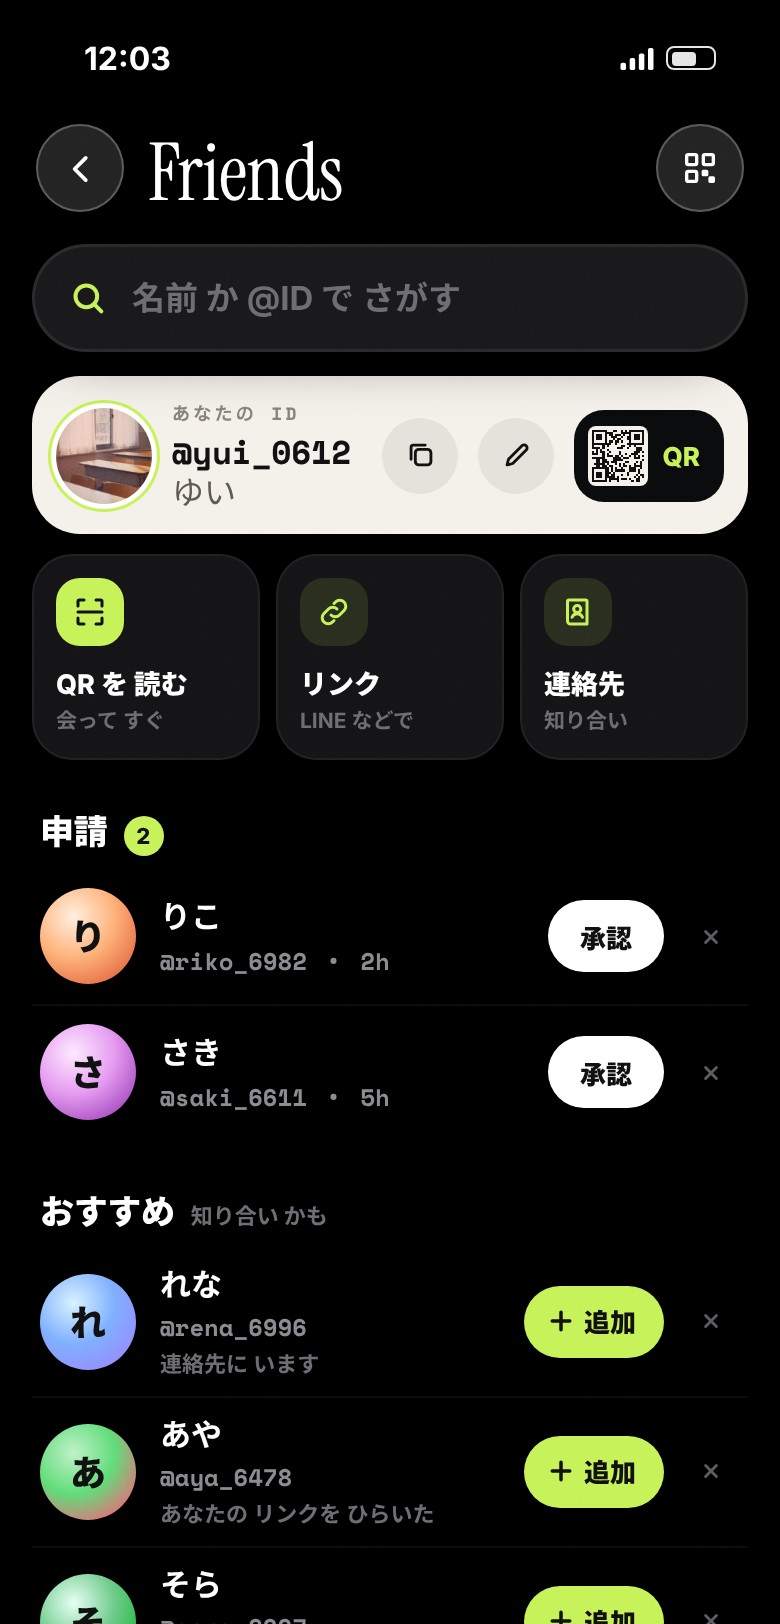 12:03
Friends
名前 か @ID で さがす
あなたの ID
@yui_0612
ゆい
QR
QR を 読む
会って すぐ
リンク
LINE などで
連絡先
知り合い
申請 2
り
りこ
@riko_6982 • 2h
承認
さ
さき
@saki_6611 • 5h
承認
おすすめ 知り合い かも
れ
れな
@rena_6996
連絡先に います
追加
あ
あや
@aya_6478
あなたの リンクを ひらいた
追加
そ
そら
追加